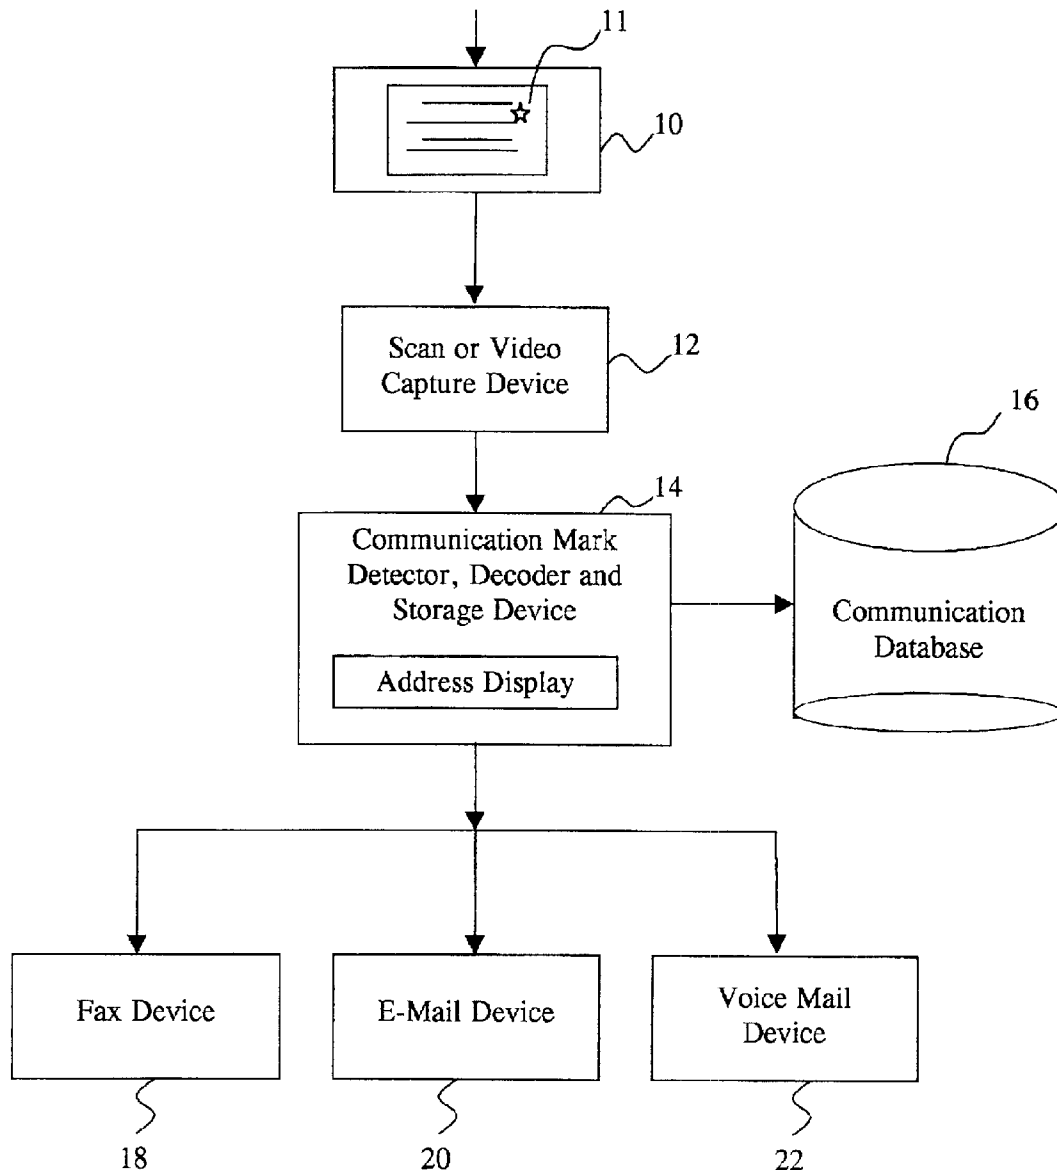 11
10
Scan or Video
Capture Device
12
16
14
Communication Mark
Detector, Decoder and
Storage Device
Address Display
Communication
Database
Fax Device
E-Mail Device
Voice Mail
Device
18
20
22